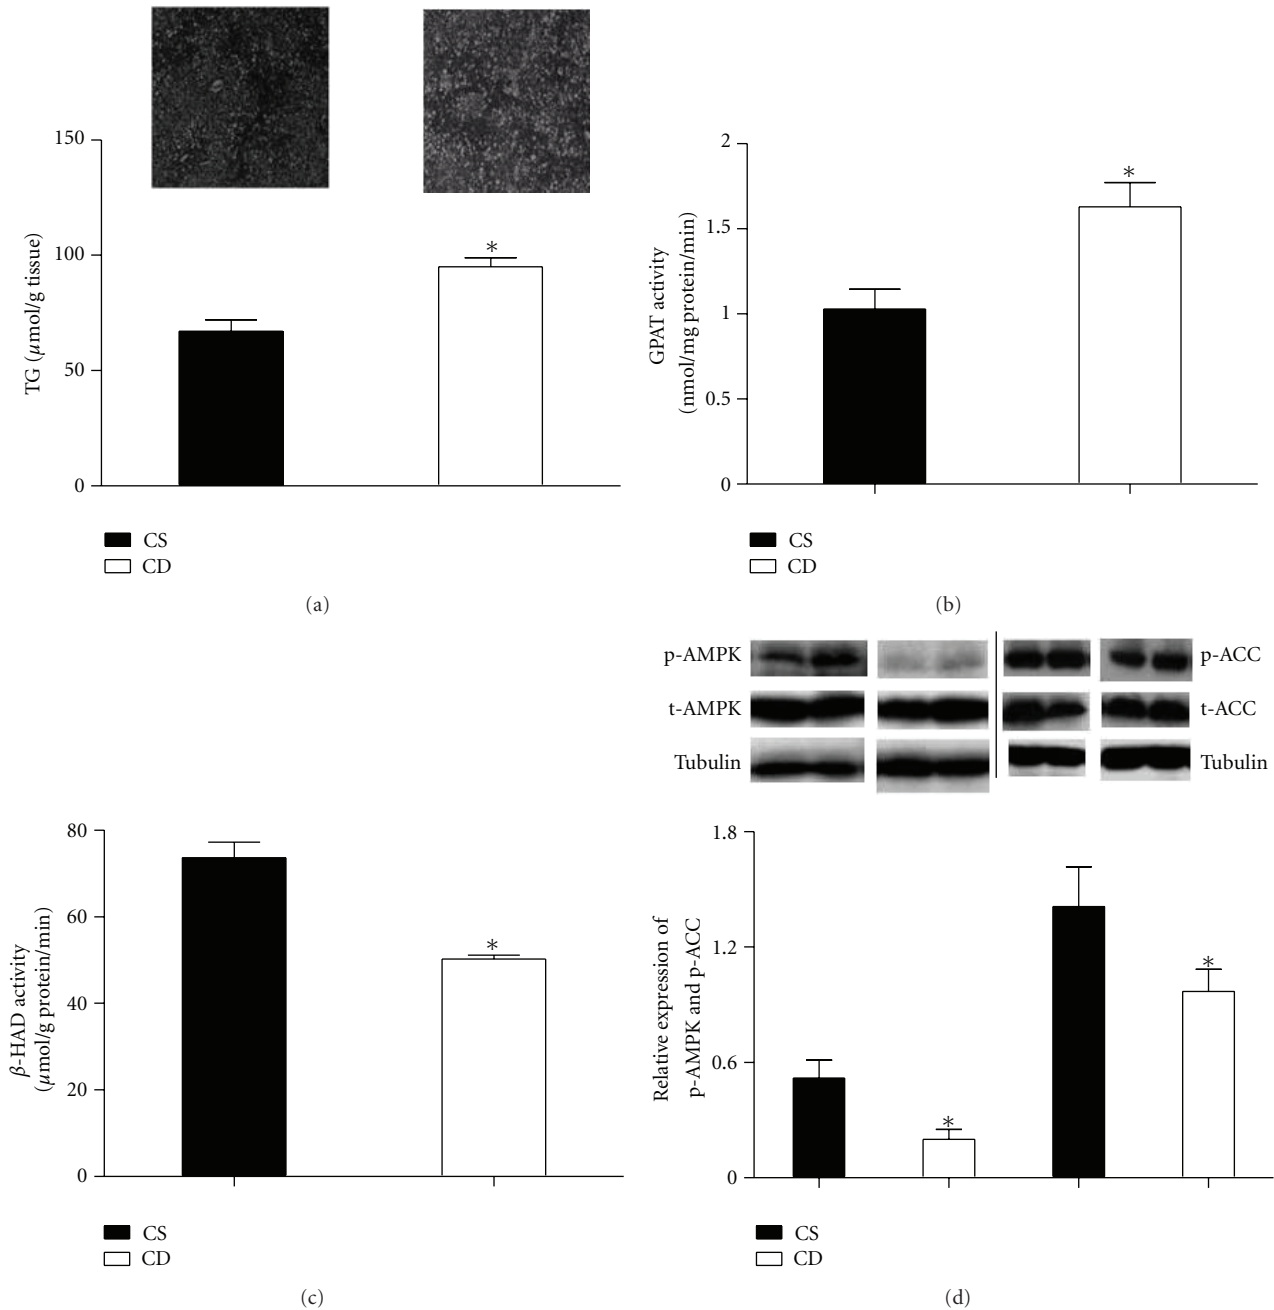 150
100
50
0
TG (μmol/g tissue)
*
CS
CD
(a)
2
1.5
1
0.5
0
GPAT activity
(nmol/mg protein/min)
*
CS
CD
(b)
80
60
40
20
0
β-HAD activity
(μmol/g protein/min)
*
CS
CD
(c)
p-AMPK
p-ACC
t-AMPK
t-ACC
Tubulin
Tubulin
1.8
1.2
0.6
0
Relative expression of
p-AMPK and p-ACC
*
*
CS
CD
(d)